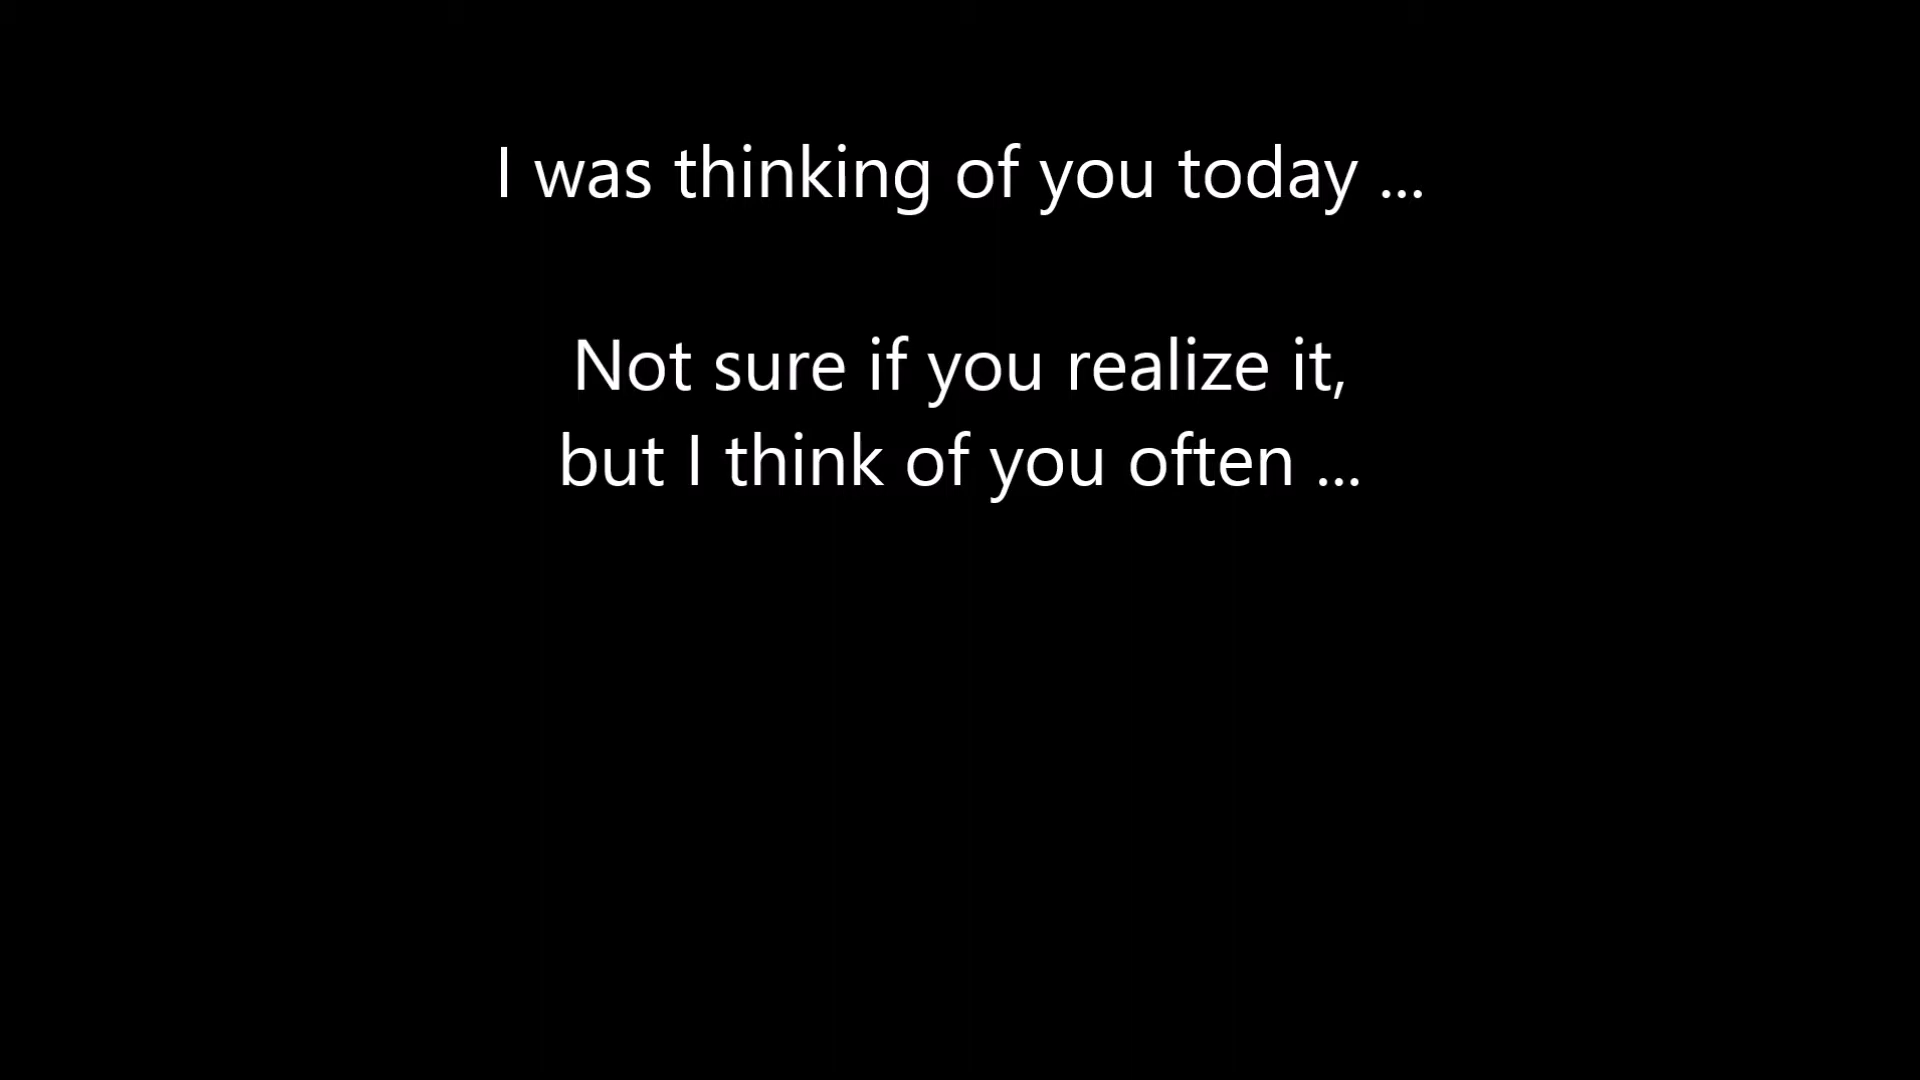 I was thinking of you today ...
Not sure if you realize it,
but I think of you often ...